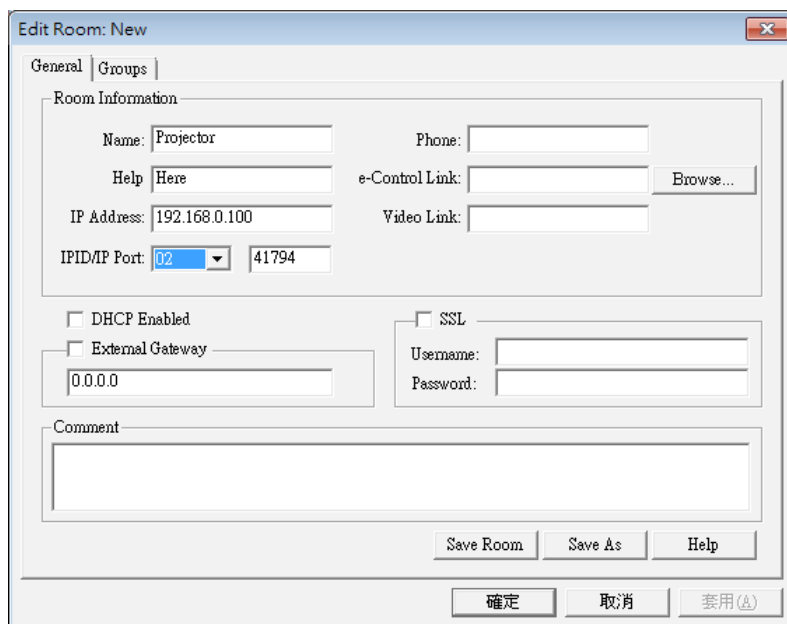 Edit Room: New
General Groups
Room Information
Name: Projector Phone:
Help Here e-Control Link: Browse...
IP Address: 192.168.0.100 Video Link:
IPID/IP Port: 02 41794
DHCP Enabled SSL
External Gateway Username:
0.0.0.0 Password:
Comment
Save Room Save As Help
確定 取消 套用(A)